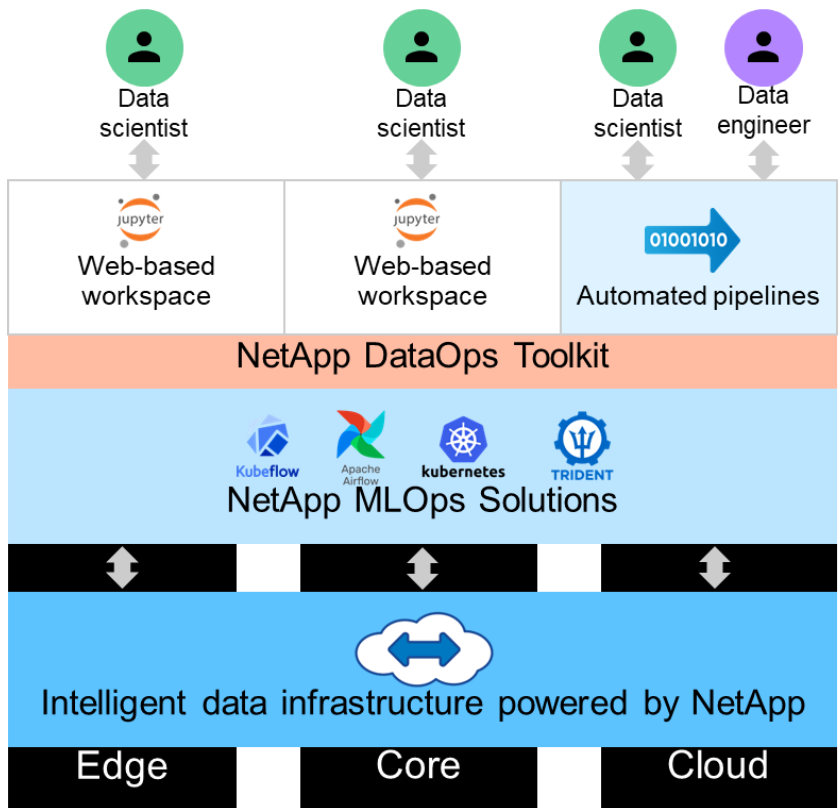 Data
scientist
Data
scientist
Data
scientist
Data
engineer
jupyter
Web-based
workspace
jupyter
Web-based
workspace
01001010
Automated pipelines
NetApp DataOps Toolkit
Kubeflow
Apache
Airflow
kubernetes
TRIDENT
NetApp MLOps Solutions
Intelligent data infrastructure powered by NetApp
Edge
Core
Cloud